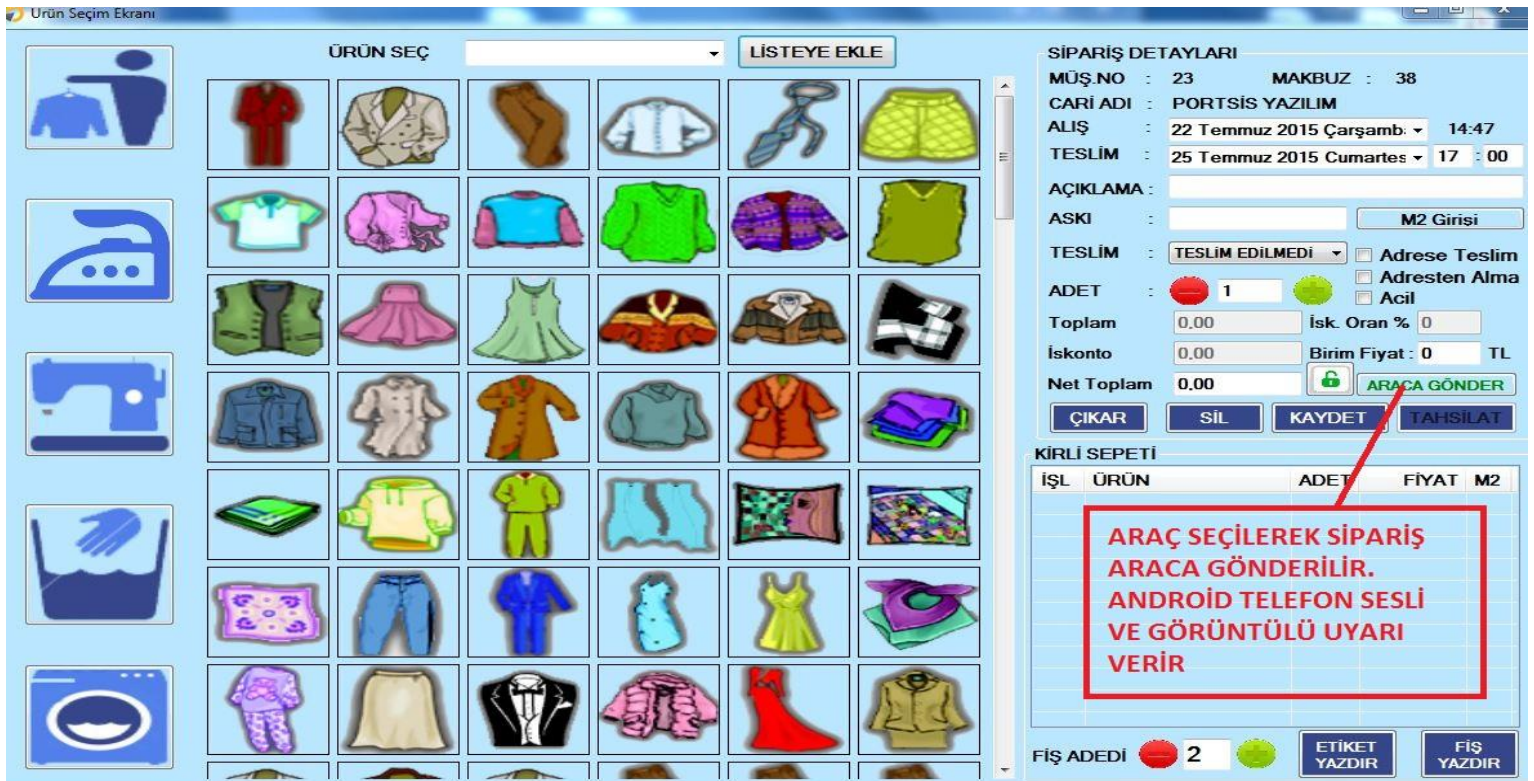 Ürün Seçim Ekranı
ÜRÜN SEÇ
LİSTEYE EKLE
SİPARİŞ DETAYLARI
MÜŞ.NO : 23 MAKBUZ : 38
CARİ ADI : PORTSİS YAZILIM
ALIŞ : 22 Temmuz 2015 Çarşamb 14:47
TESLİM : 25 Temmuz 2015 Cumartes 17 : 00
AÇIKLAMA :
ASKI : M2 Girişi
TESLİM : TESLİM EDİLMEDİ Adrese Teslim
Adresten Alma
ADET : 1 Acil
Toplam 0,00 İsk. Oran % 0
İskonto 0,00 Birim Fiyat : 0 TL
Net Toplam 0,00 ARACA GÖNDER
ÇIKAR SİL KAYDET TAHSİLAT
KİRLİ SEPETİ
İŞL ÜRÜN ADET FİYAT M2
ARAÇ SEÇİLEREK SİPARİŞ
ARACA GÖNDERİLİR.
ANDROİD TELEFON SESLİ
VE GÖRÜNTÜLÜ UYARI
VERİR
FİŞ ADEDİ 2
ETİKET
YAZDIR
FİŞ
YAZDIR